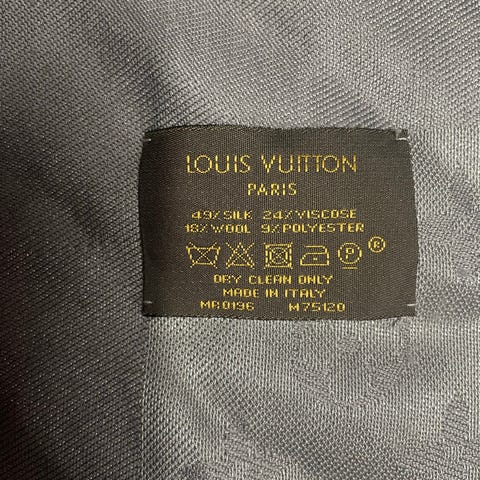 LOUIS VUITTON
PARIS
49% SILK 24% VISCOSE
18% WOOL 9% POLYESTER
P ®
DRY CLEAN ONLY
MADE IN ITALY
MR0196 M75120